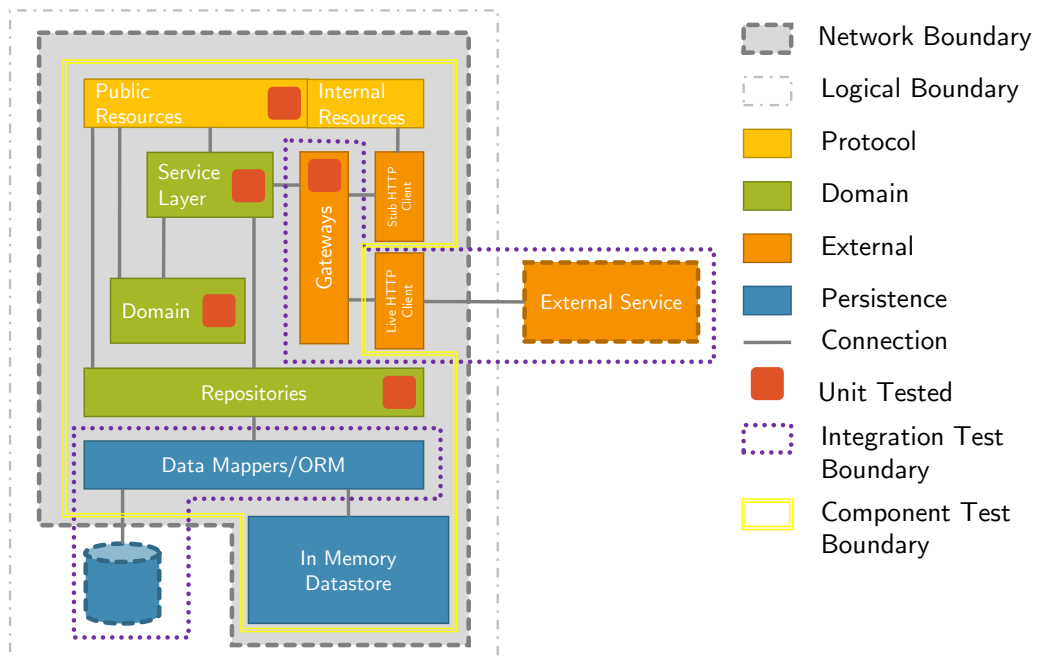 Public
Resources
Internal
Resources
Service
Layer
Gateways
Stub HTTP
Client
Live HTTP
Client
External Service
Domain
Repositories
Data Mappers/ORM
In Memory
Datastore
Network Boundary
Logical Boundary
Protocol
Domain
External
Persistence
Connection
Unit Tested
Integration Test
Boundary
Component Test
Boundary